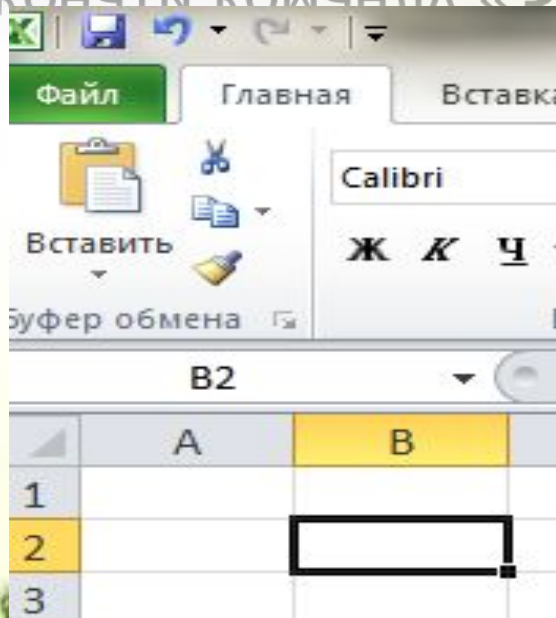 Файл Главная Вставка
Calibri
Вставить
Ж К Ч
буфер обмена
B2
A B
1
2
3